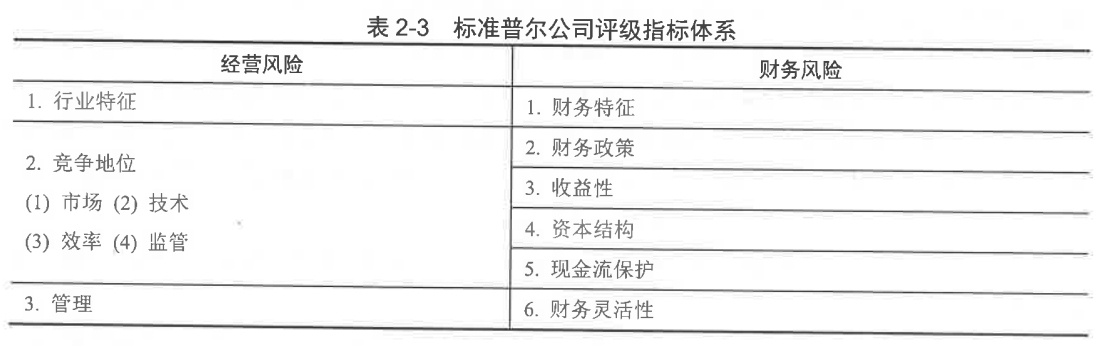 表 2-3 标准普尔公司评级指标体系
经营风险
财务风险
1. 行业特征
1. 财务特征
2. 竞争地位
(1) 市场 (2) 技术
(3) 效率 (4) 监管
2. 财务政策
3. 收益性
4. 资本结构
5. 现金流保护
3. 管理
6. 财务灵活性